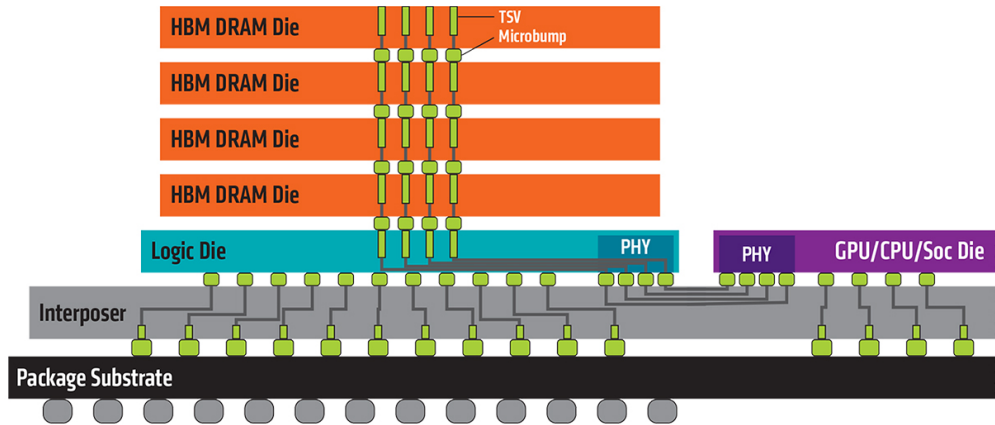 HBM DRAM Die
TSV
Microbump
HBM DRAM Die
HBM DRAM Die
HBM DRAM Die
Logic Die
PHY
PHY
GPU/CPU/Soc Die
Interposer
Package Substrate